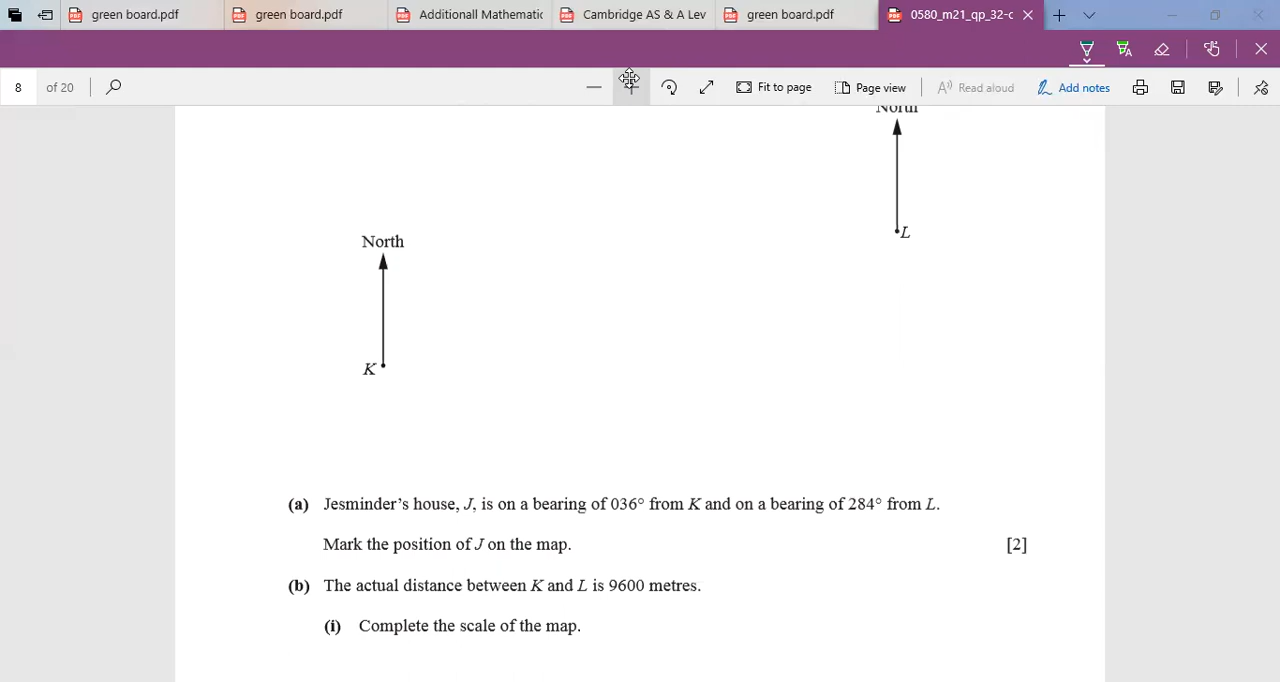 green board.pdf green board.pdf Additionall Mathematic Cambridge AS & A Lev green board.pdf 0580_m21_qp_32-c
8 of 20 Fit to page Page view Read aloud Add notes
North
L
North
K
(a) Jesminder's house, J, is on a bearing of 036° from K and on a bearing of 284° from L.
Mark the position of J on the map. [2]
(b) The actual distance between K and L is 9600 metres.
(i) Complete the scale of the map.